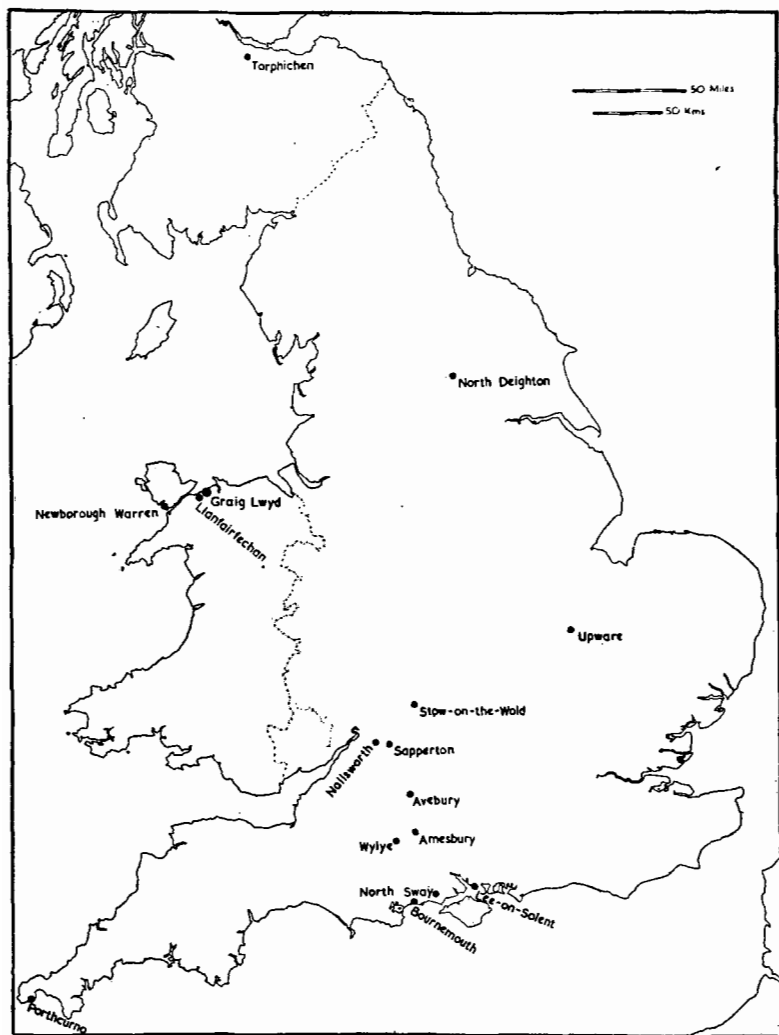 Torphichen
50 Miles
50 Kms
North Deighton
Graig Lwyd
Newborough Warren
Llanfairfechan
Upware
Stow-on-the-Wold
Nailsworth
Sapperton
Avebury
Amesbury
Wylye
North Sway
Lee-on-Solent
Bournemouth
Porthcurno